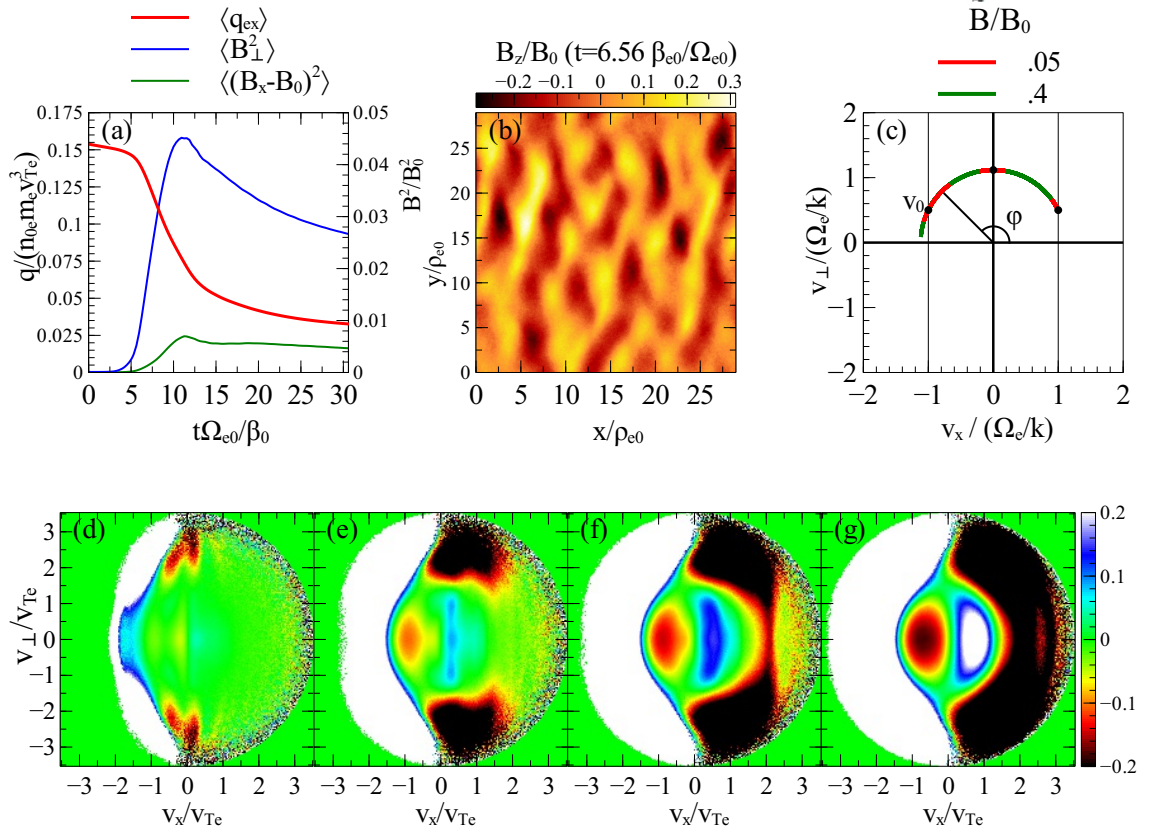 ⟨q_ex⟩
⟨B²_⊥⟩
⟨(B_x-B_0)²⟩
(a)
0.175
0.15
0.125
0.1
0.075
0.05
0.025
0
q/(n_0e m_e v³_Te)
0.05
0.04
0.03
0.02
0.01
0
B²/B²_0
0 5 10 15 20 25 30
tΩ_e0/β_0
B_z/B_0 (t=6.56 β_e0/Ω_e0)
−0.2 −0.1 0 0.1 0.2 0.3
(b)
25
20
15
10
5
0
y/ρ_e0
0 5 10 15 20 25
x/ρ_e0
B̃/B_0
.05
.4
(c)
2
1
0
−1
−2
v_⊥/(Ω_e/k)
v_0
φ
−2 −1 0 1 2
v_x / (Ω_e/k)
(d) (e) (f) (g)
3
2
1
0
−1
−2
−3
v_⊥/v_Te
−3 −2 −1 0 1 2 3 −3 −2 −1 0 1 2 3 −3 −2 −1 0 1 2 3 −3 −2 −1 0 1 2 3
v_x/v_Te v_x/v_Te v_x/v_Te v_x/v_Te
0.2
0.1
0
−0.1
−0.2